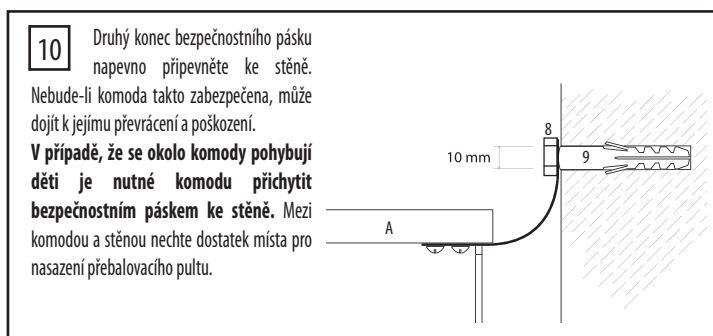 10
Druhý konec bezpečnostního pásku
napevno připevněte ke stěně.
Nebude-li komoda takto zabezpečena, může
dojít k jejímu převrácení a poškození.
V případě, že se okolo komody pohybují
děti je nutné komodu přichytit
bezpečnostním páskem ke stěně. Mezi
komodou a stěnou nechte dostatek místa pro
nasazení přebalovacího pultu.
8
10 mm
9
A